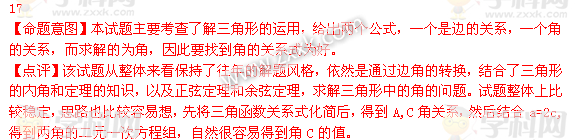 17
【命题意图】本试题主要考查了解三角形的运用，给出两个公式，一个是边的关系，一个角
的关系，而求解的为角，因此要找到角的关系式为好。
【点评】该试题从整体来看保持了往年的解题风格，依然是通过边角的转换，结合了三角形
的内角和定理的知识，以及正弦定理和余弦定理，求解三角形中的角的问题。试题整体上比
较稳定，思路也比较容易想，先将三角函数关系式化简后，得到A,C角关系，然后结合a=2c,
得到两角的二元一次方程组，自然很容易得到角C的值。